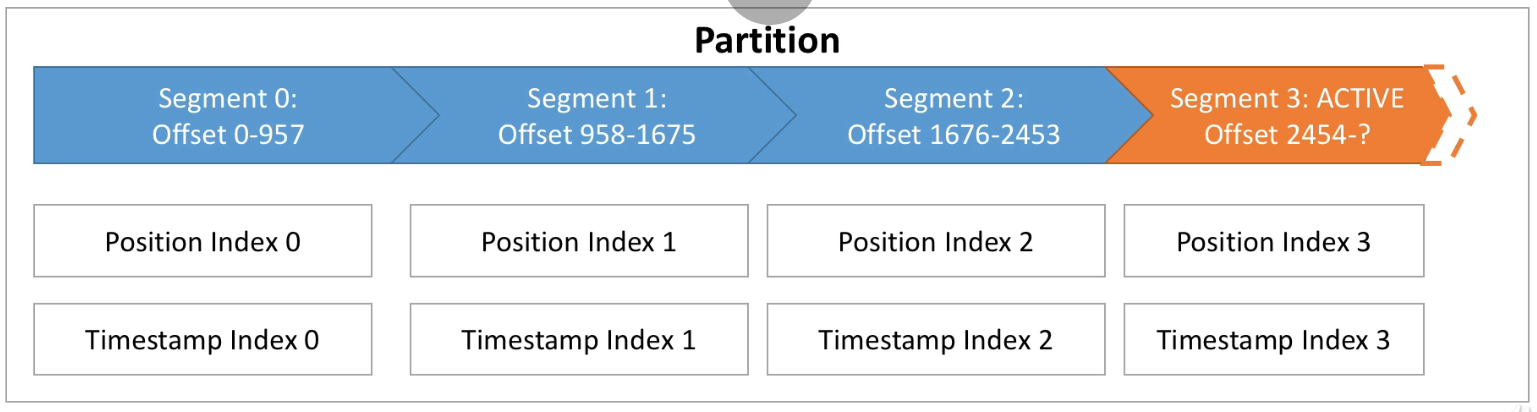 Partition
Segment 0:
Offset 0-957
Segment 1:
Offset 958-1675
Segment 2:
Offset 1676-2453
Segment 3: ACTIVE
Offset 2454-?
Position Index 0
Position Index 1
Position Index 2
Position Index 3
Timestamp Index 0
Timestamp Index 1
Timestamp Index 2
Timestamp Index 3